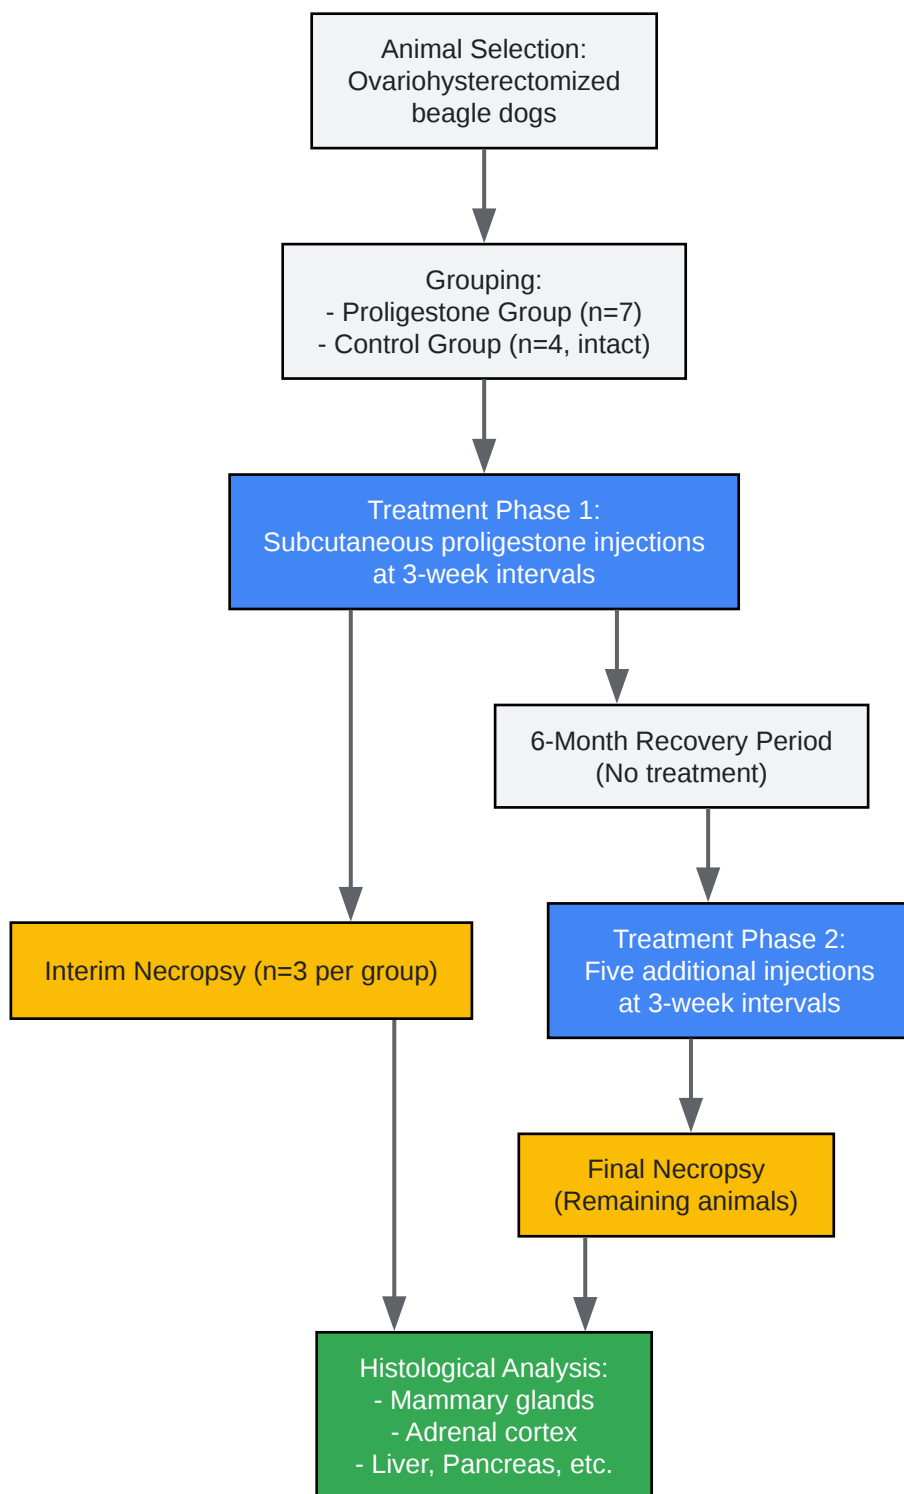 Animal Selection:
Ovariohysterectomized
beagle dogs
Grouping:
- Proligestone Group (n=7)
- Control Group (n=4, intact)
Treatment Phase 1:
Subcutaneous proligestone injections
at 3-week intervals
6-Month Recovery Period
(No treatment)
Interim Necropsy (n=3 per group)
Treatment Phase 2:
Five additional injections
at 3-week intervals
Final Necropsy
(Remaining animals)
Histological Analysis:
- Mammary glands
- Adrenal cortex
- Liver, Pancreas, etc.